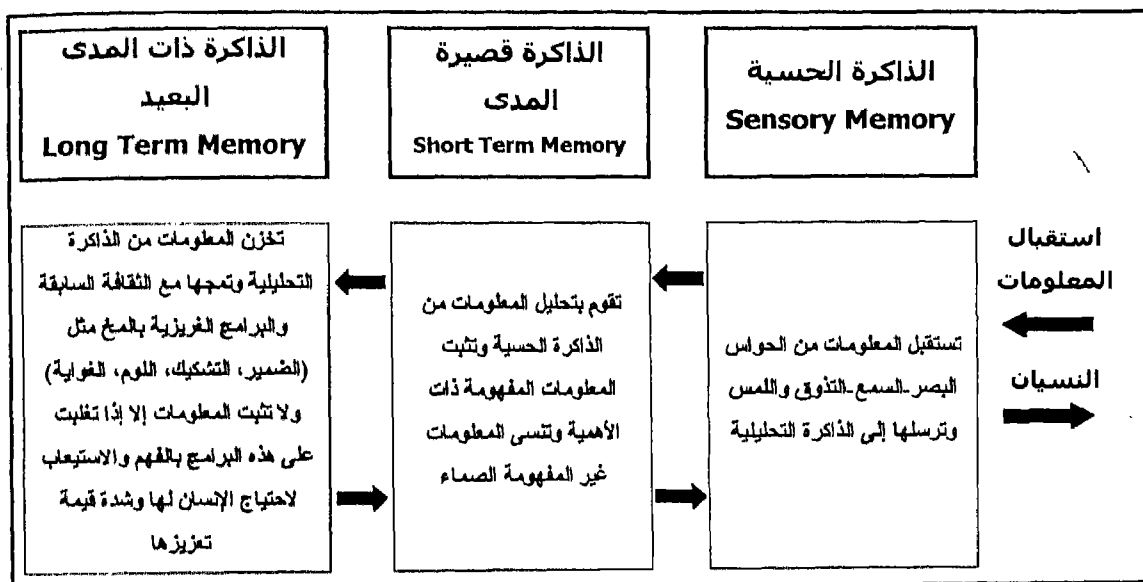 الذاكرة الحسية
Sensory Memory
الذاكرة قصيرة
المدى
Short Term Memory
الذاكرة ذات المدى
البعيد
Long Term Memory
استقبال
المعلومات
النسيان
تستقبل المعلومات من الحواس
البصر-السمع-التذوق واللمس
وترسلها إلى الذاكرة التحليلية
تقوم بتحليل المعلومات من
الذاكرة الحسية وتثبت
المعلومات المفهومة ذات
الأهمية وتنسى المعلومات
غير المفهومة الصماء
تخزن المعلومات من الذاكرة
التحليلية وتمجها مع الثقافة السابقة
والبرامج الغريزية بالمخ مثل
(الضمير، التشكيك، اللوم، الغواية)
ولا تثبت المعلومات إلا إذا تغلبت
على هذه البرامج بالفهم والاستيعاب
لاحتياج الإنسان لها وشدة قيمة
تعزيزها